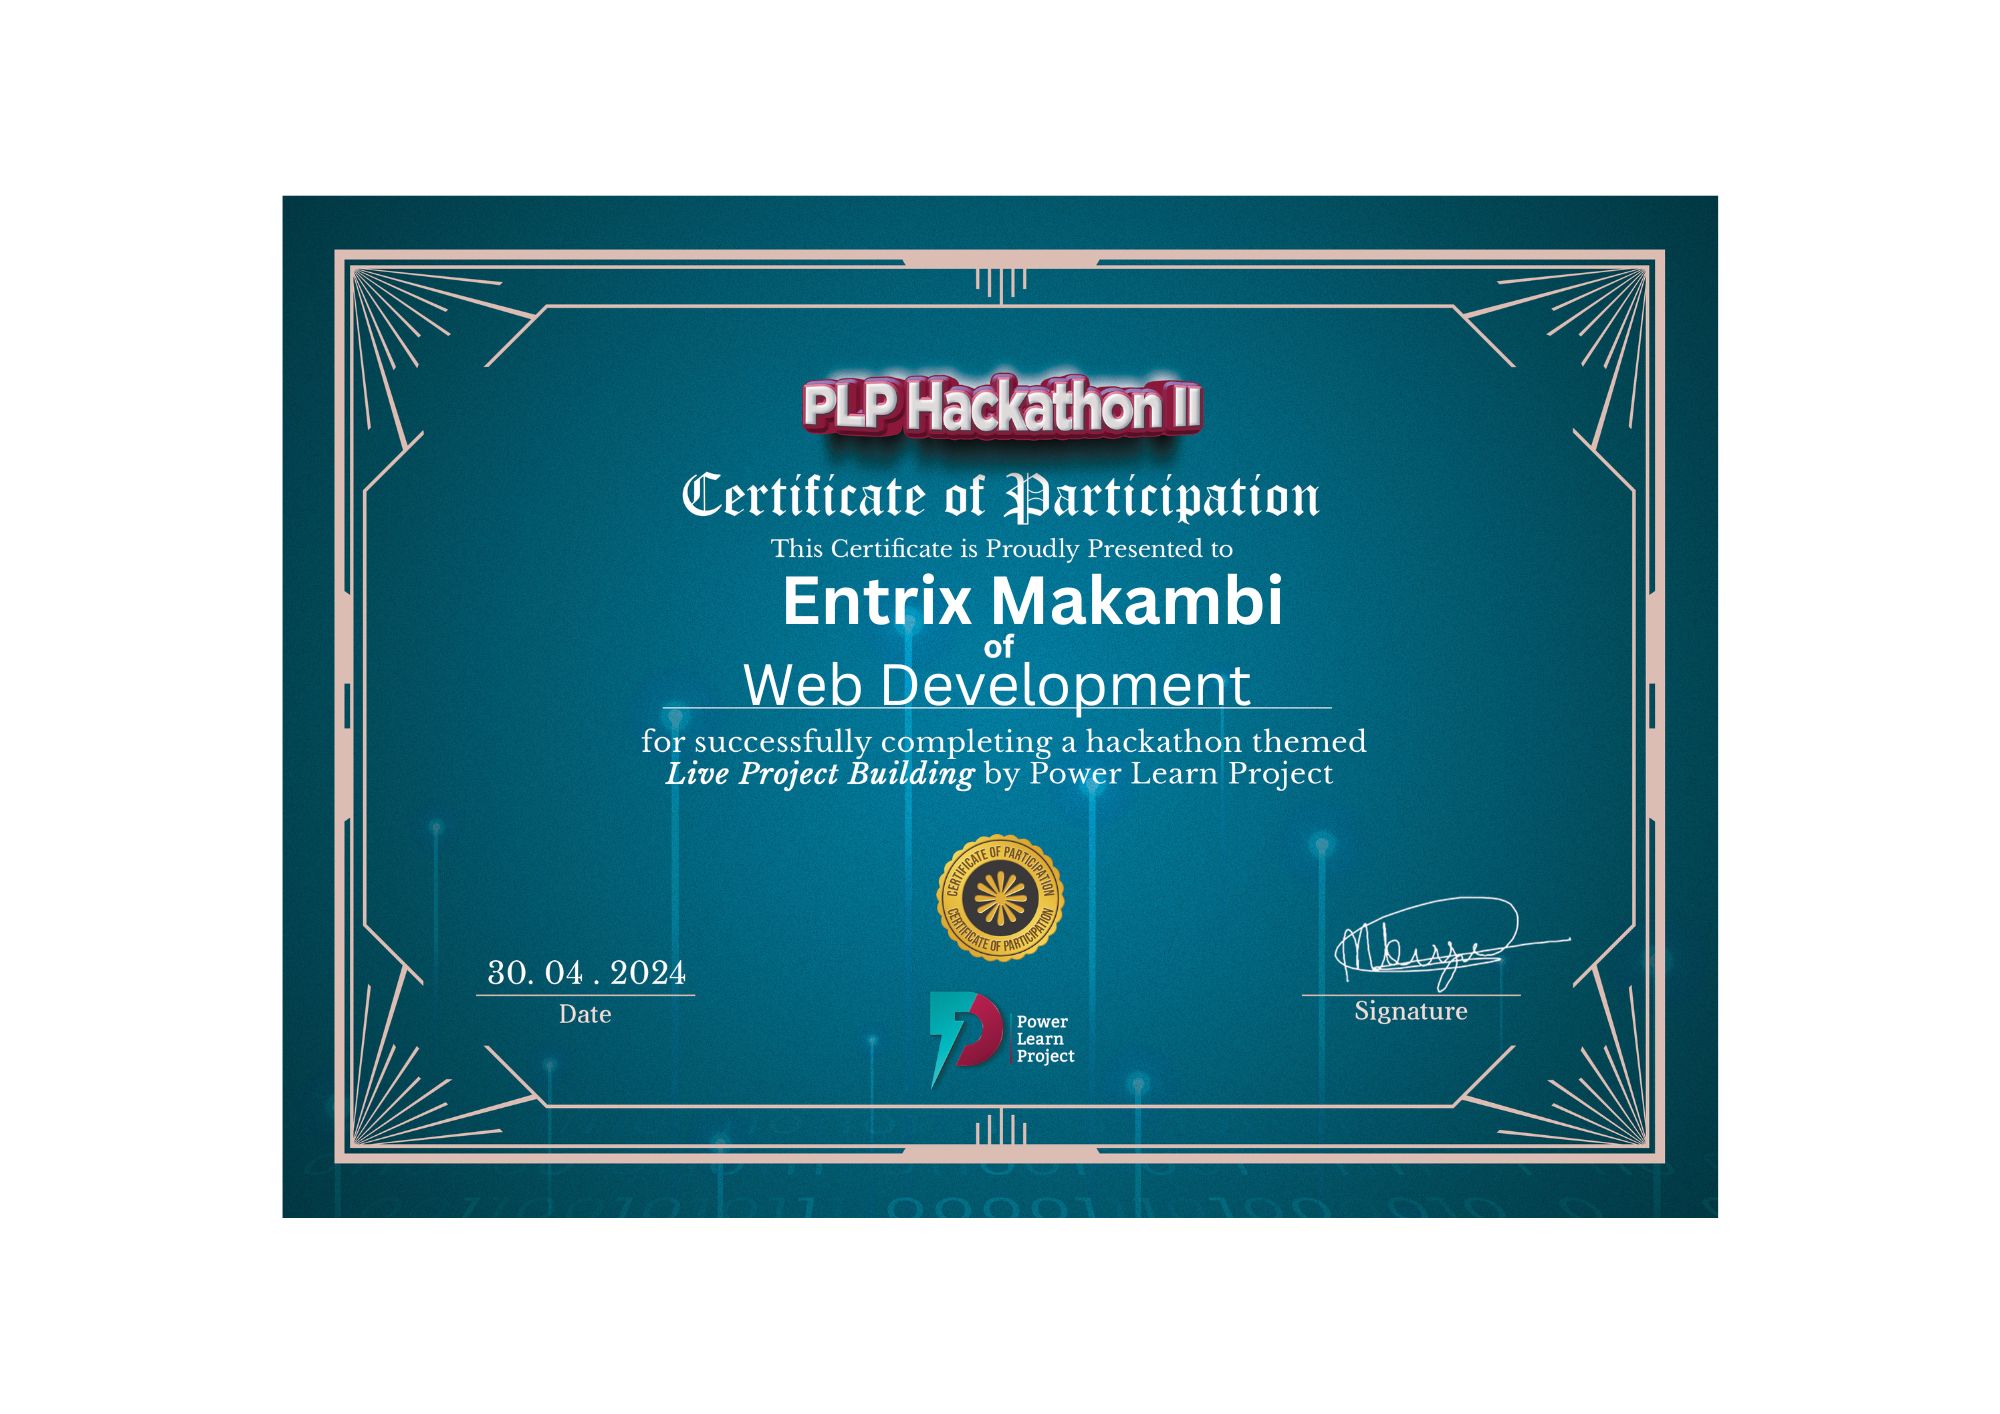 PLP Hackathon II
Certificate of Participation
This Certificate is Proudly Presented to
Entrix Makambi
of
Web Development
for successfully completing a hackathon themed
Live Project Building by Power Learn Project
CERTIFICATE OF PARTICIPATION
CERTIFICATE OF PARTICIPATION
30. 04 . 2024
Date
Signature
Power
Learn
Project